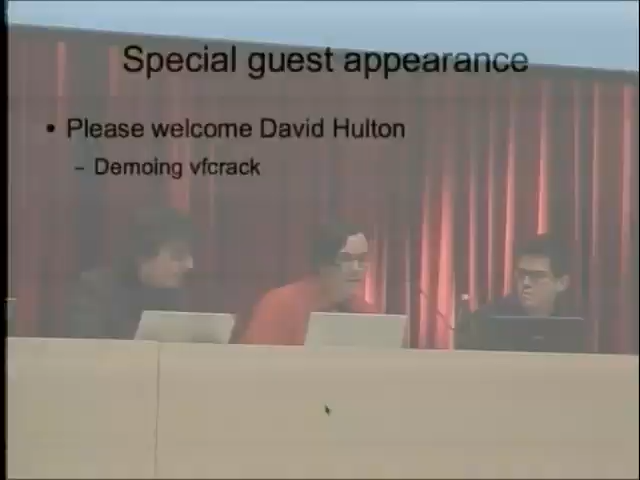 Special guest appearance
• Please welcome David Hulton
– Demoing vfcrack